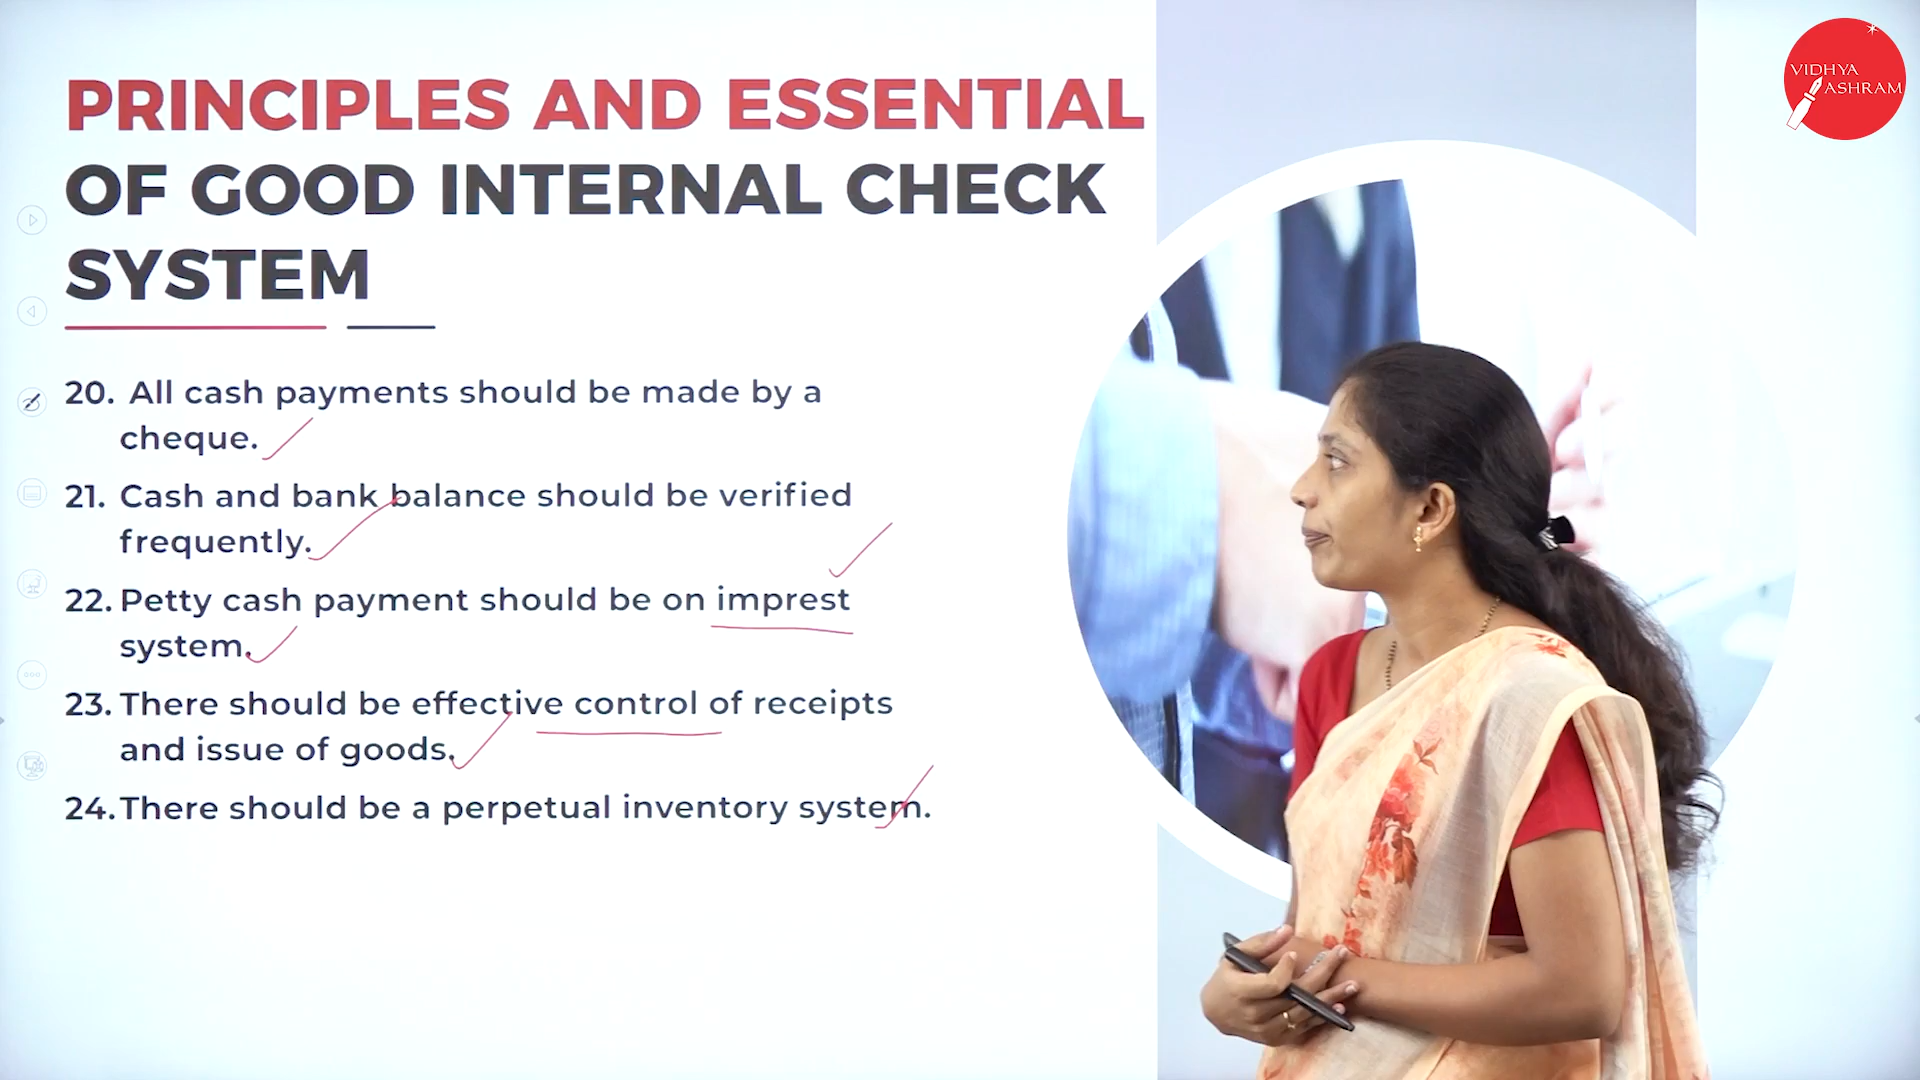 PRINCIPLES AND ESSENTIAL
OF GOOD INTERNAL CHECK
SYSTEM
20. All cash payments should be made by a
cheque.
21. Cash and bank balance should be verified
frequently.
22. Petty cash payment should be on imprest
system.
23. There should be effective control of receipts
and issue of goods.
24. There should be a perpetual inventory system.
VIDHYA
ASHRAM